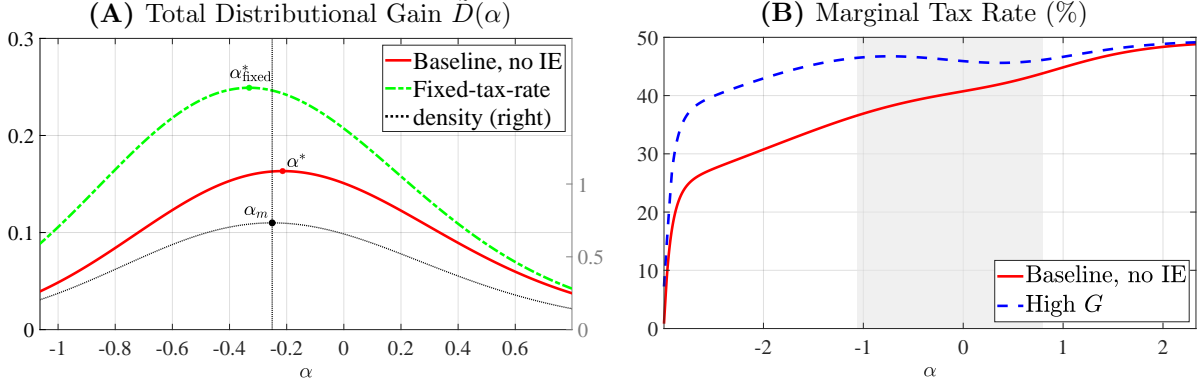 (A) Total Distributional Gain D̃(α)
0.3
0.2
0.1
0
1
0.5
0
α*fixed
α*
αm
Baseline, no IE
Fixed-tax-rate
density (right)
-1 -0.8 -0.6 -0.4 -0.2 0 0.2 0.4 0.6
α
(B) Marginal Tax Rate (%)
50
40
30
20
10
0
Baseline, no IE
High G
-2 -1 0 1 2
α